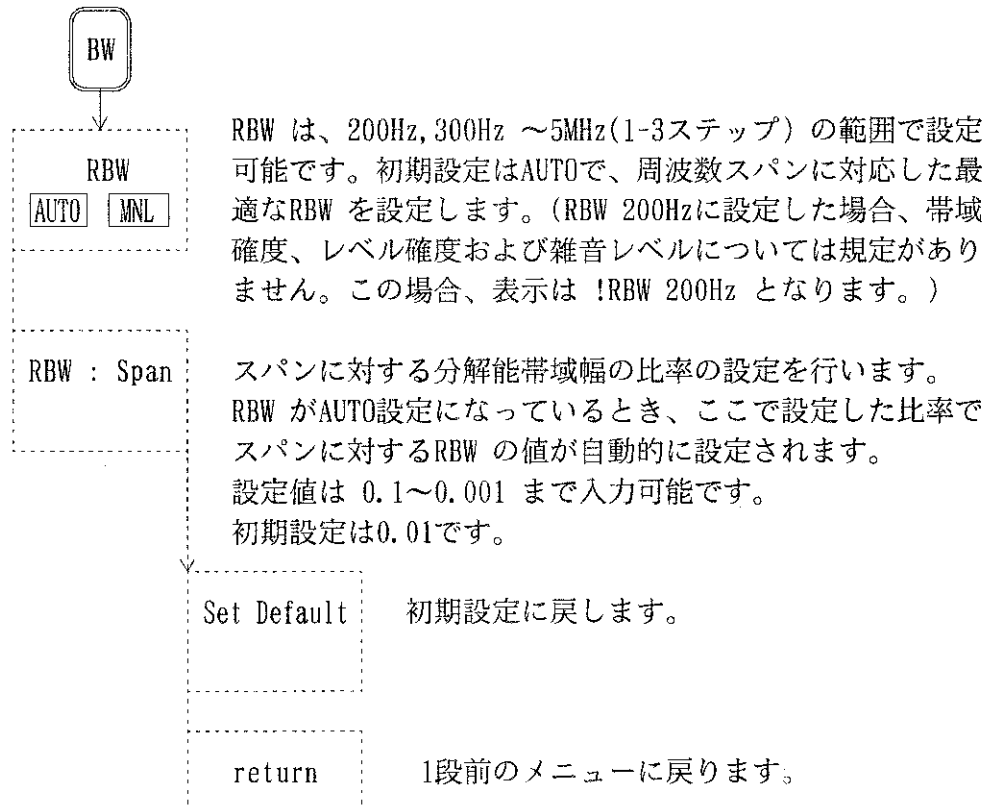 BW
RBW
AUTO MNL
RBW は、200Hz,300Hz ～5MHz(1-3ステップ) の範囲で設定
可能です。初期設定はAUTOで、周波数スパンに対応した最
適なRBW を設定します。(RBW 200Hzに設定した場合、帯域
確度、レベル確度および雑音レベルについては規定があり
ません。この場合、表示は !RBW 200Hz となります。)
RBW : Span
スパンに対する分解能帯域幅の比率の設定を行います。
RBW がAUTO設定になっているとき、ここで設定した比率で
スパンに対するRBW の値が自動的に設定されます。
設定値は 0.1～0.001 まで入力可能です。
初期設定は0.01です。
Set Default
初期設定に戻します。
return
1段前のメニューに戻ります。